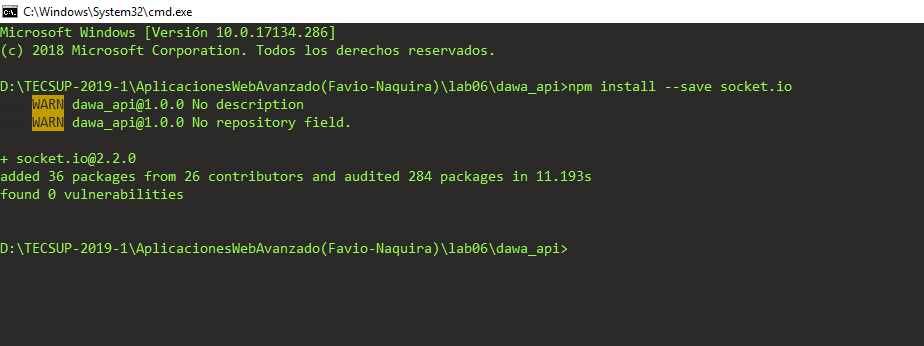 C:\Windows\System32\cmd.exe
Microsoft Windows [Versión 10.0.17134.286]
(c) 2018 Microsoft Corporation. Todos los derechos reservados.
D:\TECSUP-2019-1\AplicacionesWebAvanzado(Favio-Naquira)\lab06\dawa_api>npm install --save socket.io
WARN dawa_api@1.0.0 No description
WARN dawa_api@1.0.0 No repository field.
+ socket.io@2.2.0
added 36 packages from 26 contributors and audited 284 packages in 11.193s
found 0 vulnerabilities
D:\TECSUP-2019-1\AplicacionesWebAvanzado(Favio-Naquira)\lab06\dawa_api>